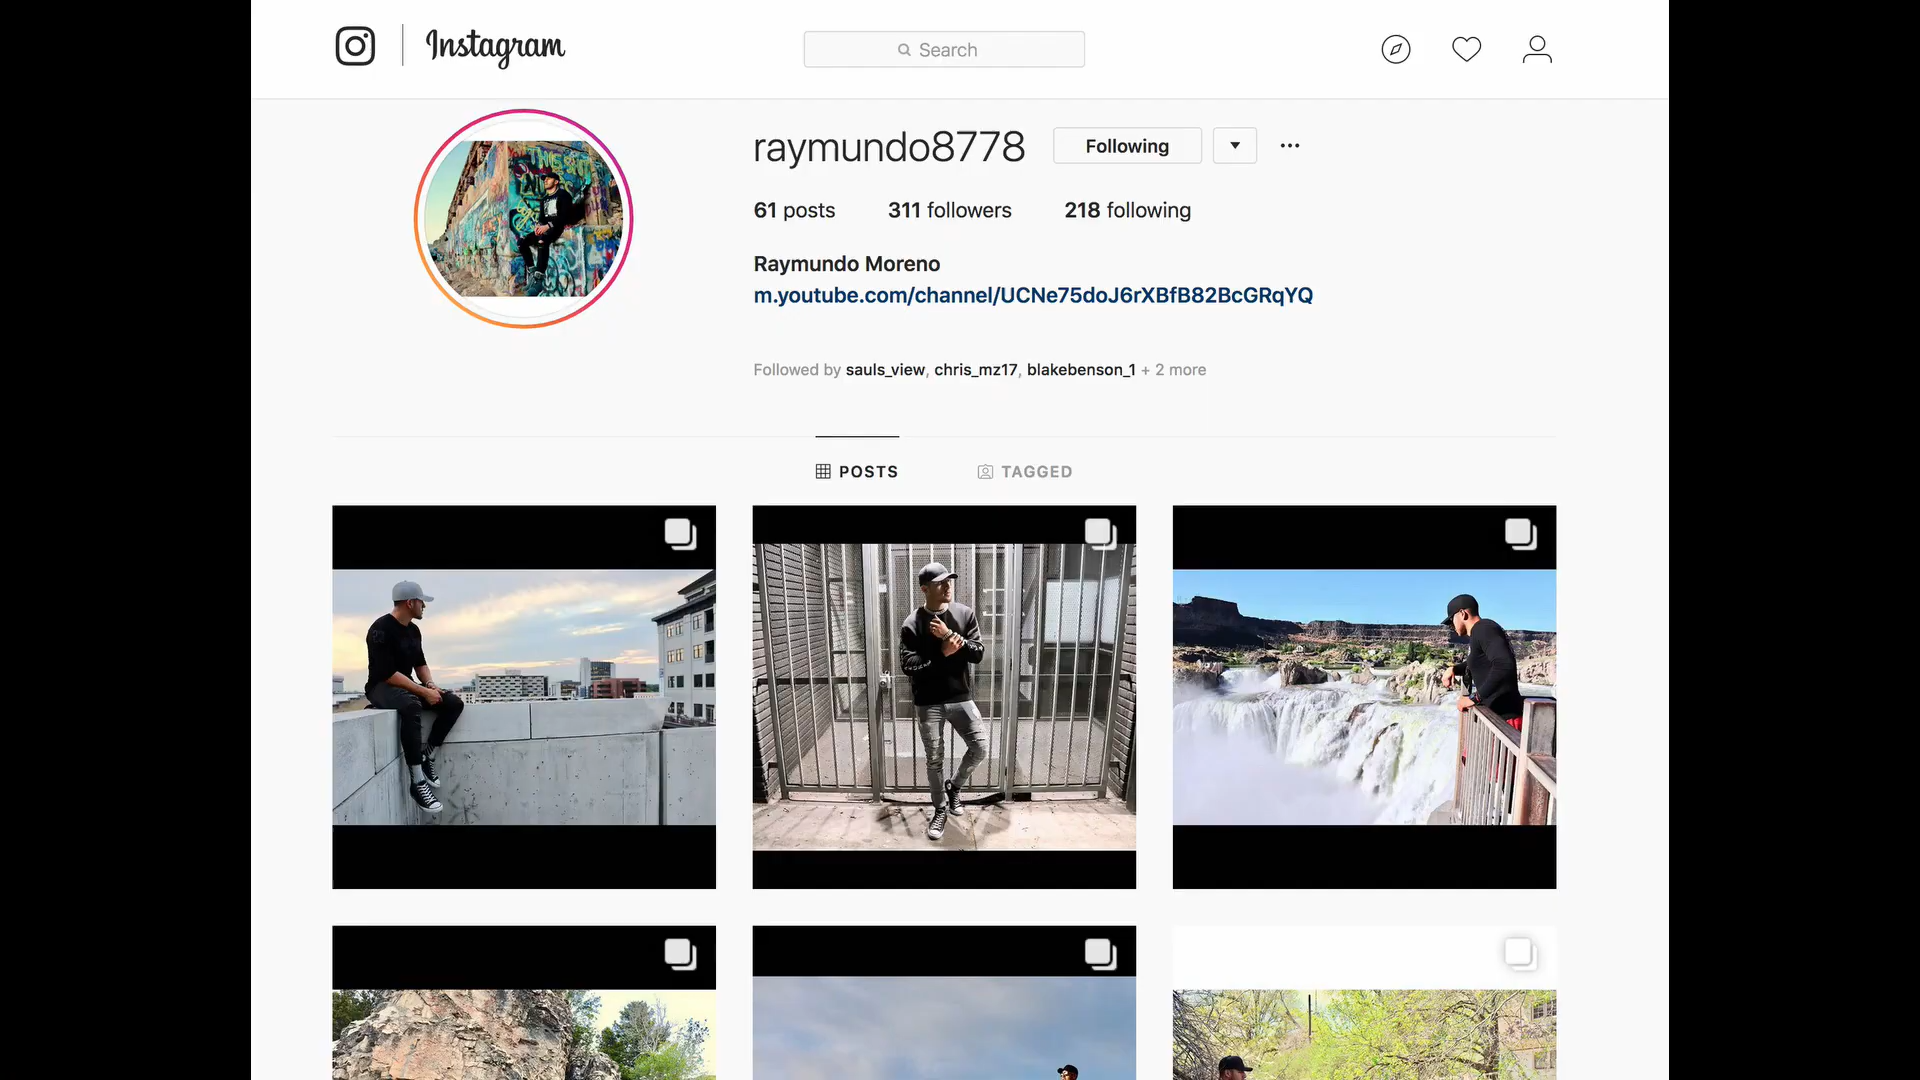 Instagram
Search
raymundo8778 Following
61 posts 311 followers 218 following
Raymundo Moreno
m.youtube.com/channel/UCNe75doJ6rXBfB82BcGRqYQ
Followed by sauls_view, chris_mz17, blakebenson_1 + 2 more
POSTS TAGGED